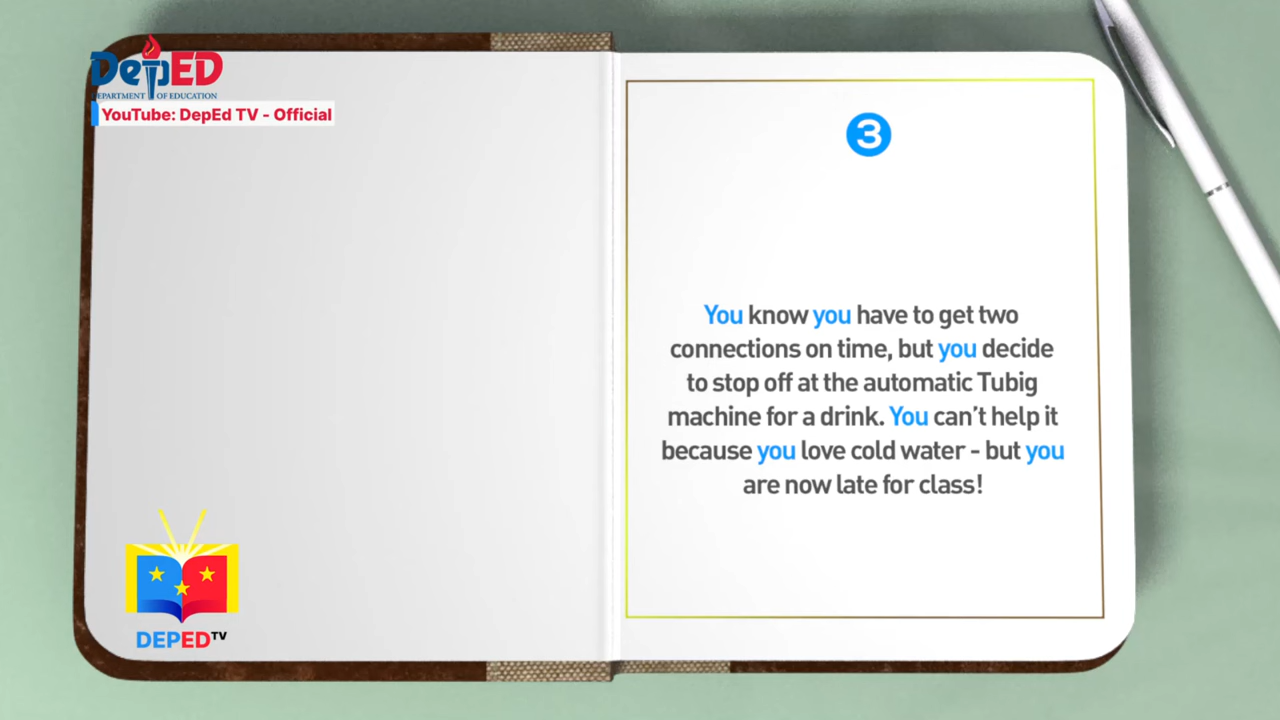 DepED
DEPARTMENT OF EDUCATION
YouTube: DepEd TV - Official
3
You know you have to get two
connections on time, but you decide
to stop off at the automatic Tubig
machine for a drink. You can't help it
because you love cold water - but you
are now late for class!
DEPED TV